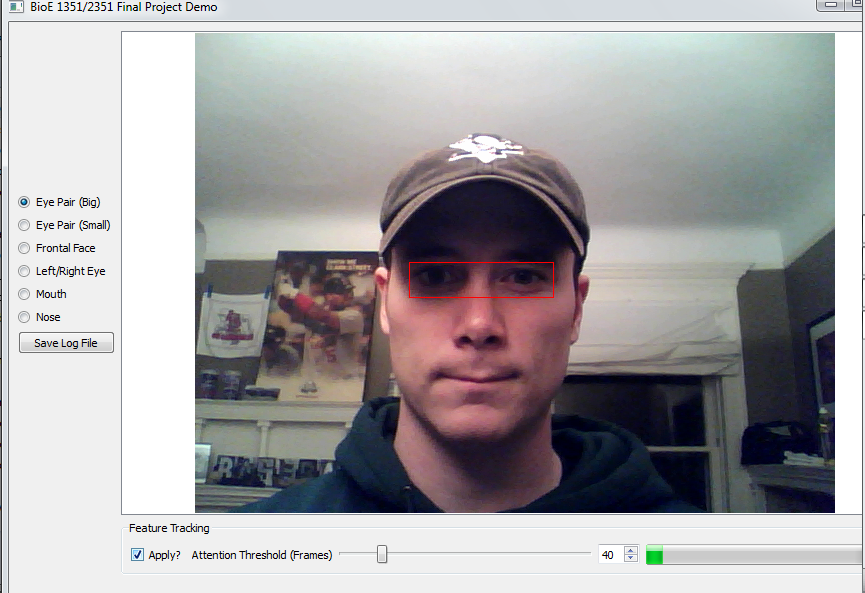 BioE 1351/2351 Final Project Demo
Eye Pair (Big)
Eye Pair (Small)
Frontal Face
Left/Right Eye
Mouth
Nose
Save Log File
Feature Tracking
Apply?
Attention Threshold (Frames)
40